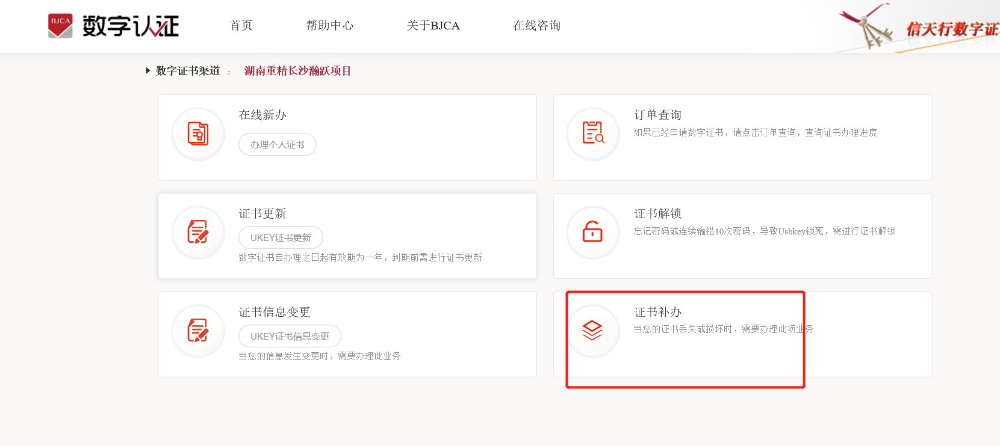 BJCA 数字认证 首页 帮助中心 关于BJCA 在线咨询 信天行数字证
数字证书渠道 : 湖南重精长沙瀚跃项目
在线新办
办理个人证书
订单查询
如果已经申请数字证书，请点击订单查询，查询证书办理进度
证书更新
UKEY证书更新
数字证书自办理之日起有效期为一年，到期前需进行证书更新
证书解锁
忘记密码或连续输错10次密码，导致Usbkey锁死，需进行证书解锁
证书信息变更
UKEY证书信息变更
当您的信息发生变更时，需要办理此业务
证书补办
当您的证书丢失或损坏时，需要办理此项业务